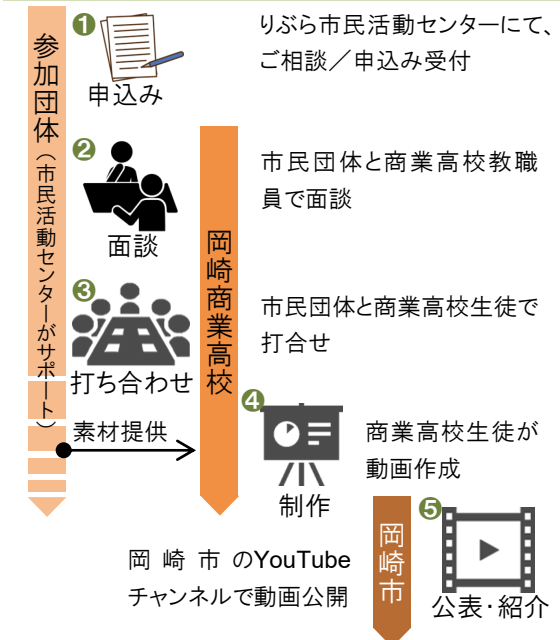 参加団体（市民活動センターがサポート）
❶
申込み
りぶら市民活動センターにて、
ご相談／申込み受付
岡崎商業高校
❷
面談
市民団体と商業高校教職
員で面談
❸
打ち合わせ
市民団体と商業高校生徒で
打合せ
素材提供
❹
制作
商業高校生徒が
動画作成
岡崎市
❺
公表・紹介
岡崎市のYouTube
チャンネルで動画公開